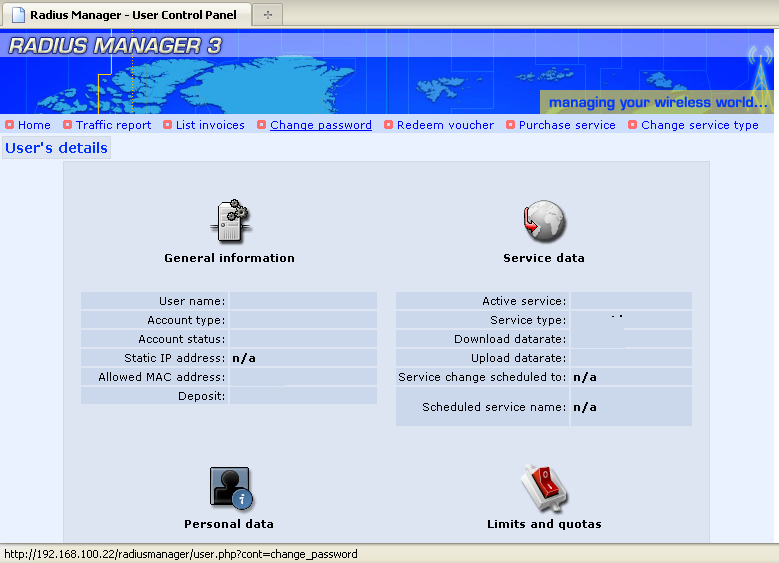 Radius Manager - User Control Panel
RADIUS MANAGER 3
managing your wireless world...
Home Traffic report List invoices Change password Redeem voucher Purchase service Change service type
User's details
General information
User name:
Account type:
Account status:
Static IP address: n/a
Allowed MAC address:
Deposit:
Service data
Active service:
Service type:
Download datarate:
Upload datarate:
Service change scheduled to: n/a
Scheduled service name: n/a
Personal data
Limits and quotas
http://192.168.100.22/radiusmanager/user.php?cont=change_password